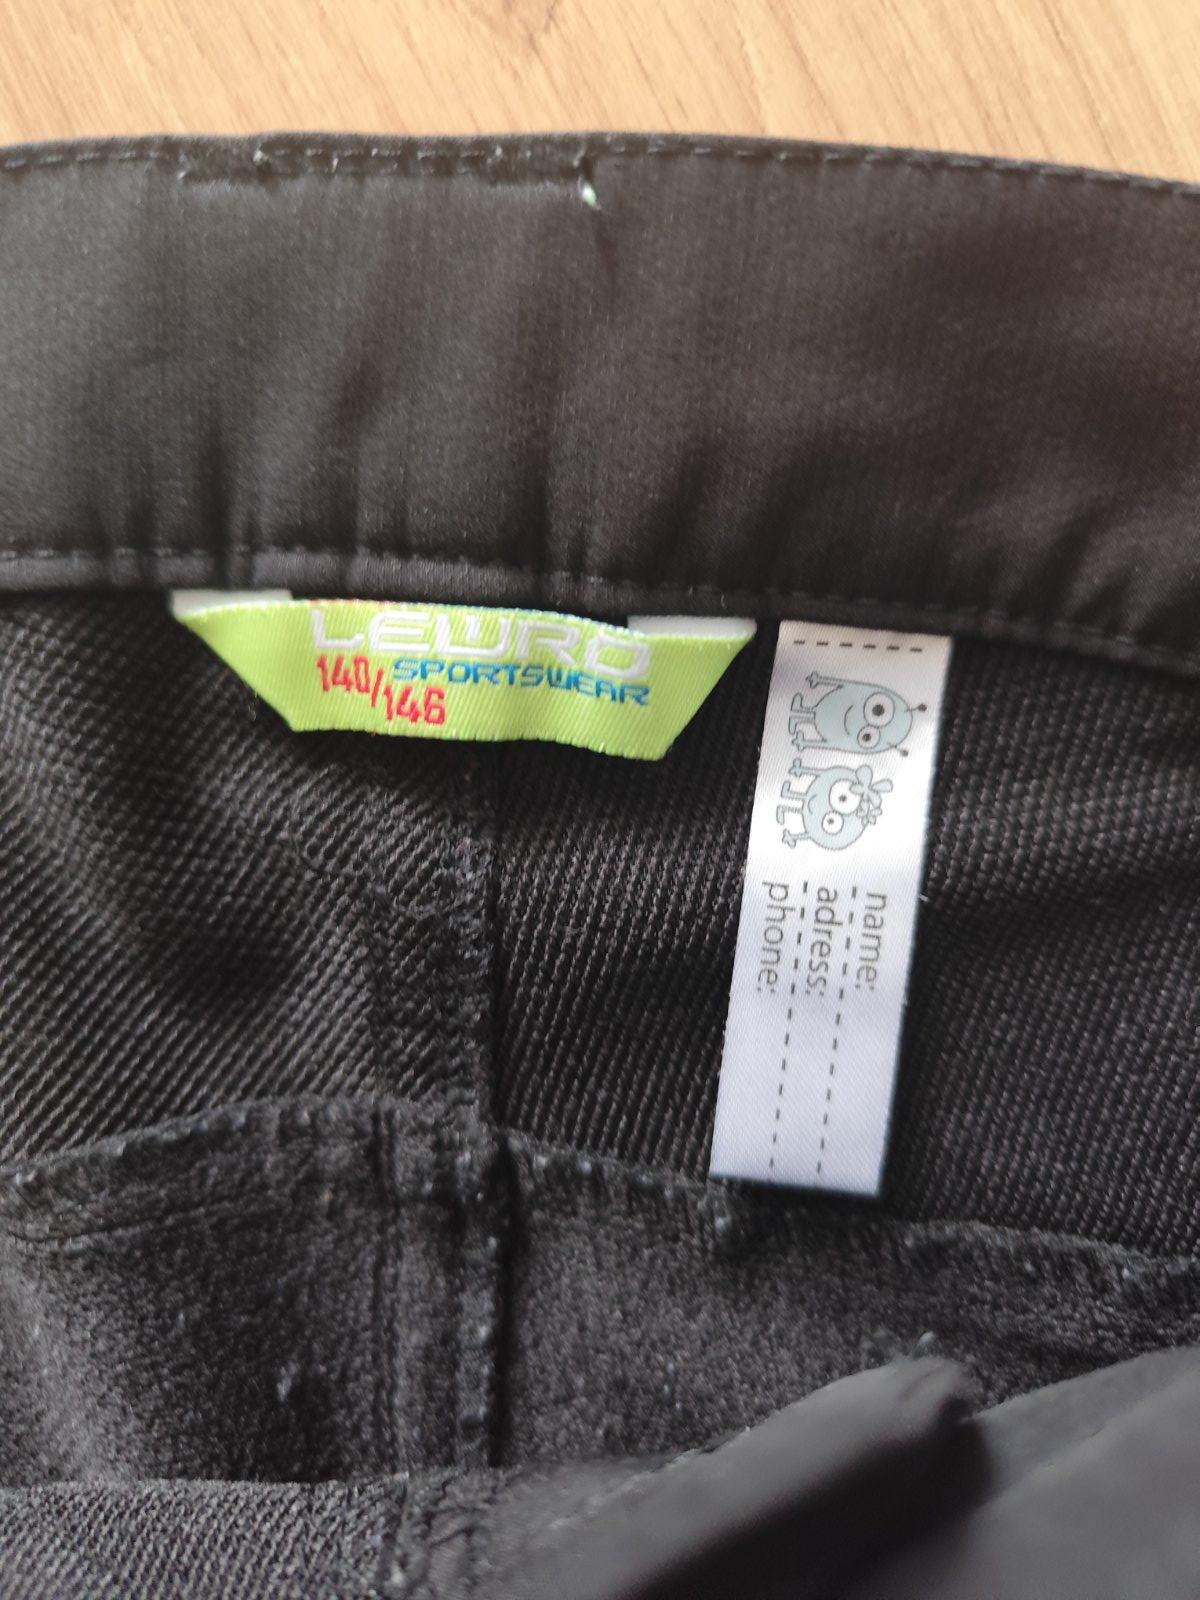 LEWRO
SPORTSWEAR
140/146
name:
adress:
phone: